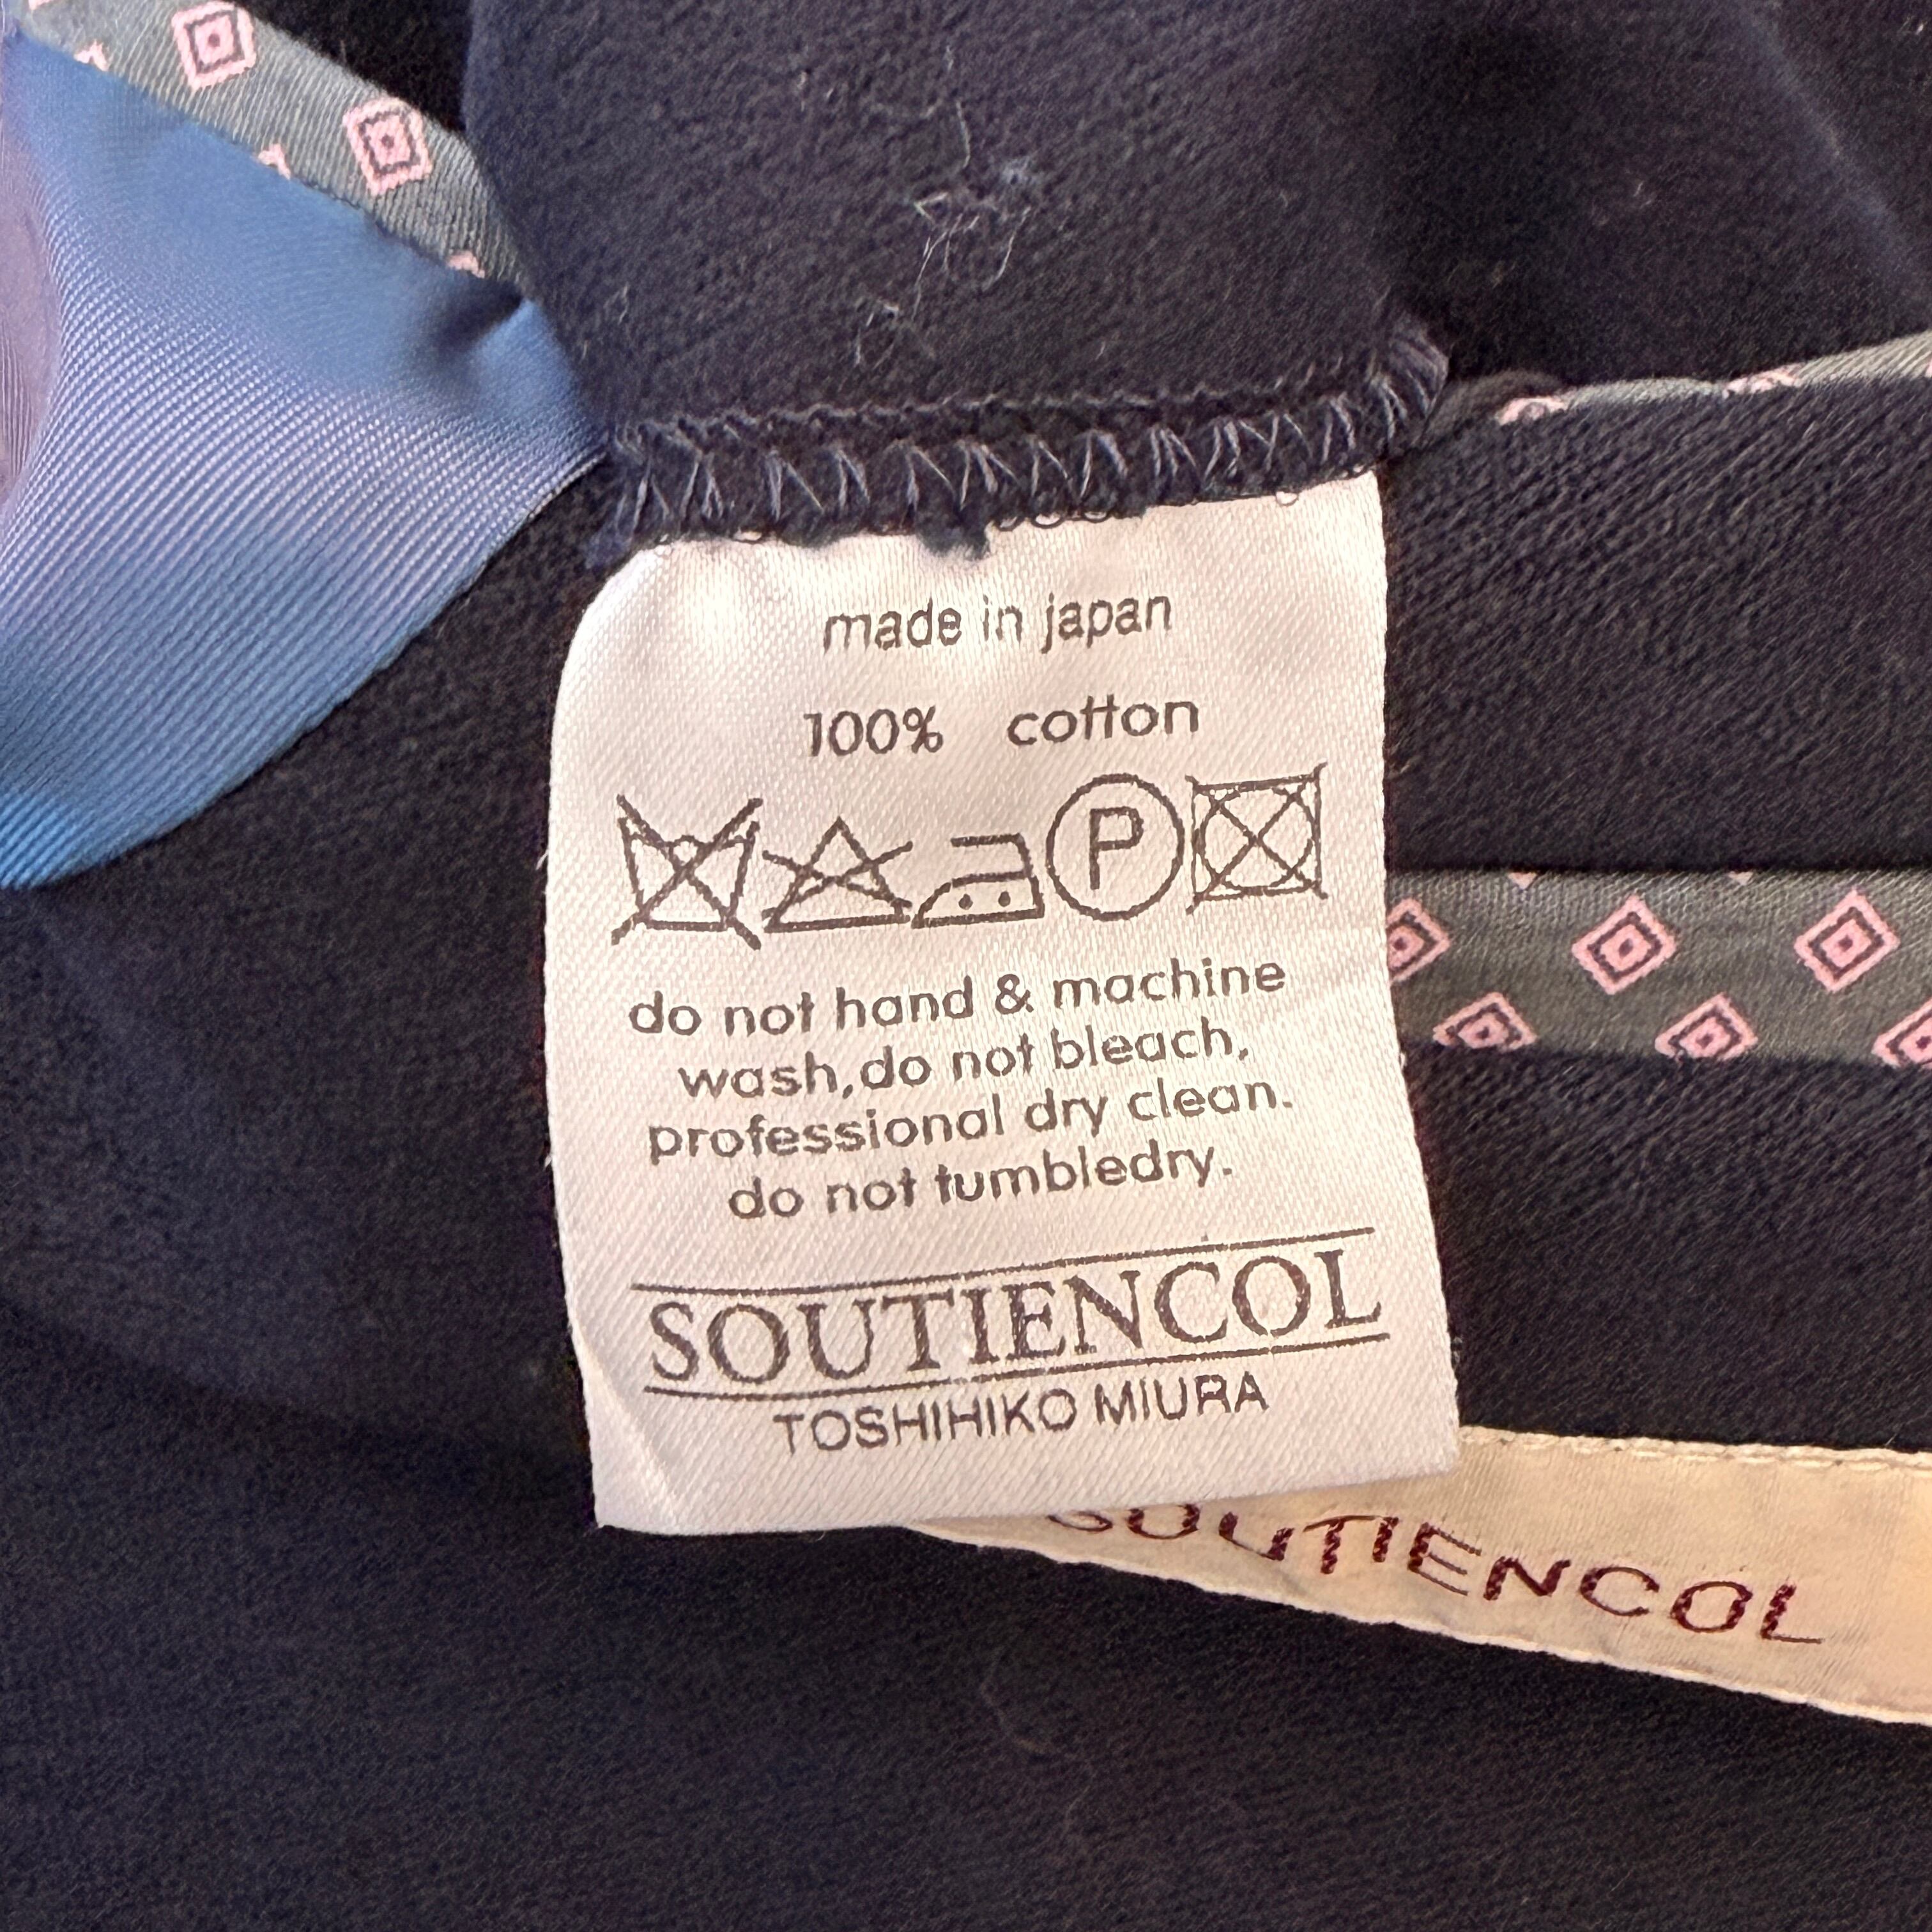 made in japan
100% cotton
P
do not hand & machine
wash,do not bleach,
professional dry clean.
do not tumbledry.
SOUTIENCOL
TOSHIHIKO MIURA
SOUTIENCOL